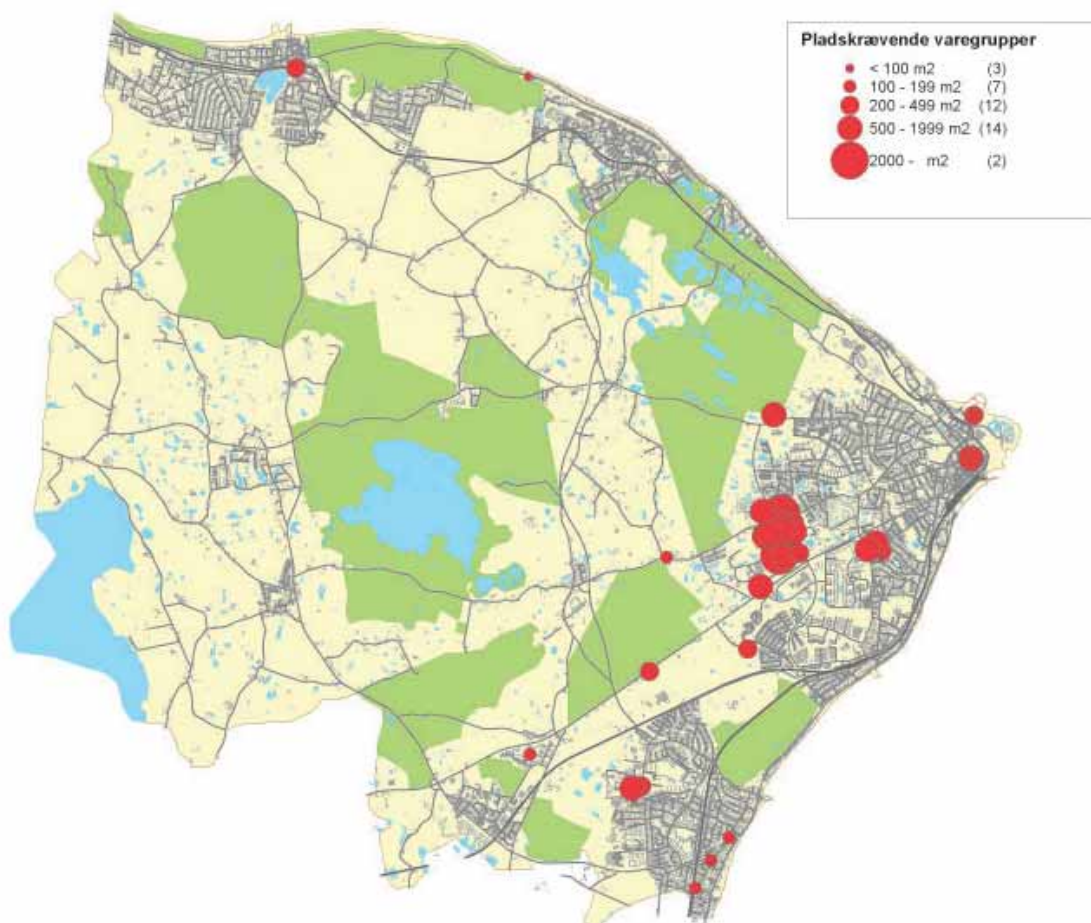 Pladskrævende varegrupper
< 100 m2 (3)
100 - 199 m2 (7)
200 - 499 m2 (12)
500 - 1999 m2 (14)
2000 - m2 (2)